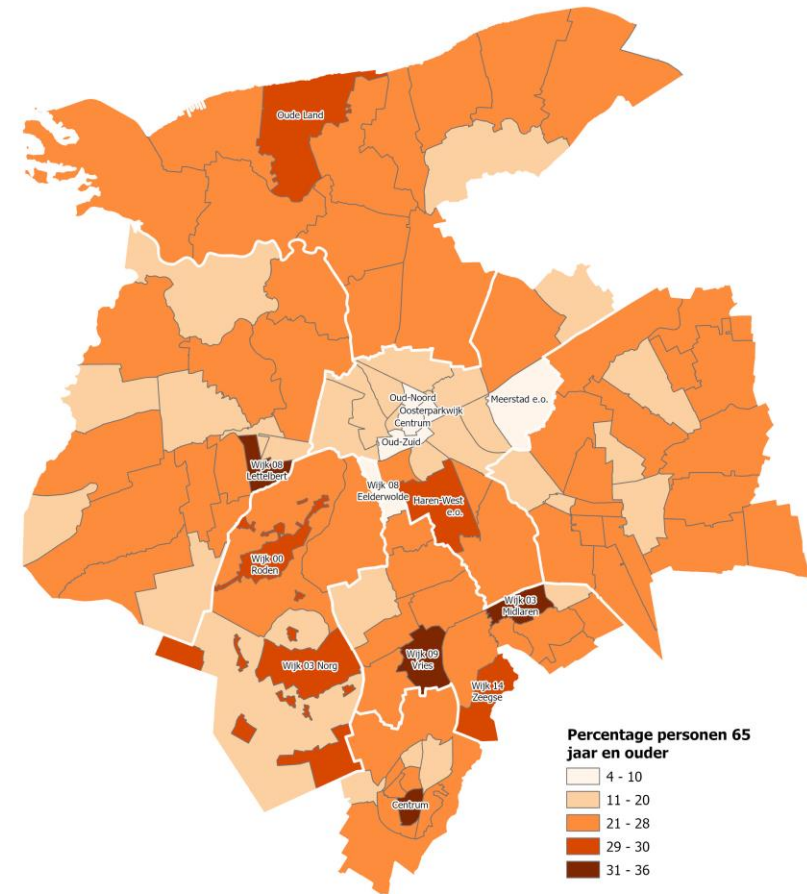 Oude Land
Oud-Noord
Oosterparkwijk
Centrum
Oud-Zuid
Meerstad e.o.
Wijk 08
Lettelbert
Wijk 08
Eelderwolde
Haren-West
e.o.
Wijk 00
Roden
Wijk 03
Midlaren
Wijk 03 Norg
Wijk 09
Vries
Wijk 14
Zeegse
Centrum
Percentage personen 65
jaar en ouder
4 - 10
11 - 20
21 - 28
29 - 30
31 - 36